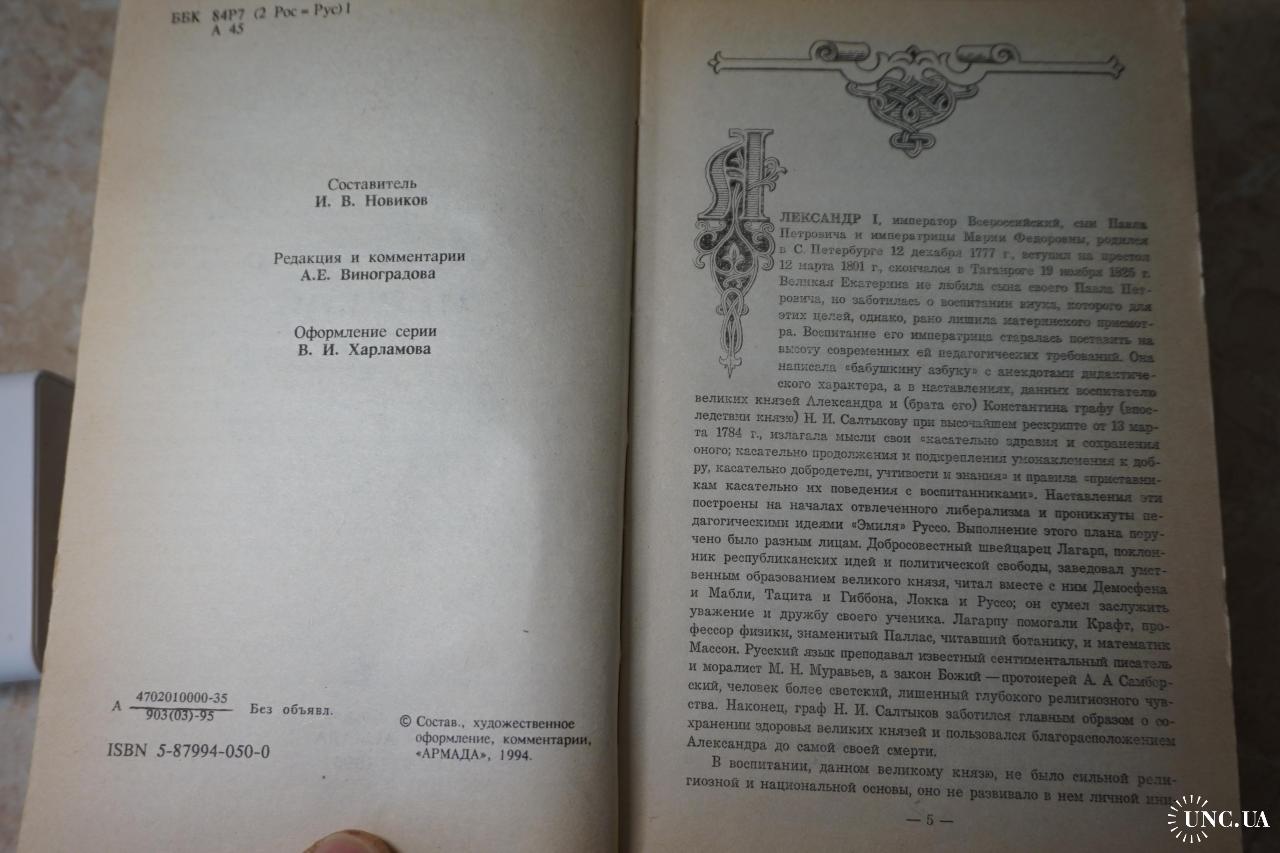 ББК 84Р7 (2 Рос=Рус)1
А 45
Составитель
И. В. Новиков
Редакция и комментарии
А.Е. Виноградова
Оформление серии
В. И. Харламова
А 4702010000-35
903(03)-95 Без объявл.
ISBN 5-87994-050-0
© Состав., художественное
оформление, комментарии,
«АРМАДА», 1994.
АЛЕКСАНДР I, император Всероссийский, сын Павла
Петровича и императрицы Марии Федоровны, родился
в С. Петербурге 12 декабря 1777 г., вступил на престол
12 марта 1801 г., скончался в Таганроге 19 ноября 1825 г.
Великая Екатерина не любила сына своего Павла Пет-
ровича, но заботилась о воспитании внука, которого для
этих целей, однако, рано лишила материнского присмот-
ра. Воспитание его императрица старалась поставить на
высоту современных ей педагогических требований. Она
написала «бабушкину азбуку» с анекдотами дидактиче-
ского характера, а в наставлениях, данных воспитателю
великих князей Александра и (брата его) Константина графу (впос-
ледствии князю) Н. И. Салтыкову при высочайшем рескрипте от 13 мар-
та 1784 г., излагала мысли свои «касательно здравия и сохранения
оного; касательно продолжения и подкрепления умонаклонения к доб-
ру, касательно добродетели, учтивости и знания» и правила «приставни-
кам касательно их поведения с воспитанниками». Наставления эти
построены на началах отвлеченного либерализма и проникнуты пе-
дагогическими идеями «Эмиля» Руссо. Выполнение этого плана пору-
чено было разным лицам. Добросовестный швейцарец Лагарп, поклон-
ник республиканских идей и политической свободы, заведовал умст-
венным образованием великого князя, читал вместе с ним Демосфена
и Мабли, Тацита и Гиббона, Локка и Руссо; он сумел заслужить
уважение и дружбу своего ученика. Лагарпу помогали Крафт, про-
фессор физики, знаменитый Паллас, читавший ботанику, и математик
Массон. Русский язык преподавал известный сентиментальный писатель
и моралист М. Н. Муравьев, а закон Божий — протоиерей А. А Самбор-
ский, человек более светский, лишенный глубокого религиозного чув-
ства. Наконец, граф Н. И. Салтыков заботился главным образом о со-
хранении здоровья великих князей и пользовался благорасположением
Александра до самой своей смерти.
В воспитании, данном великому князю, не было сильной рели-
гиозной и национальной основы, оно не развивало в нем личной ини-
— 5 —
UNC.UA